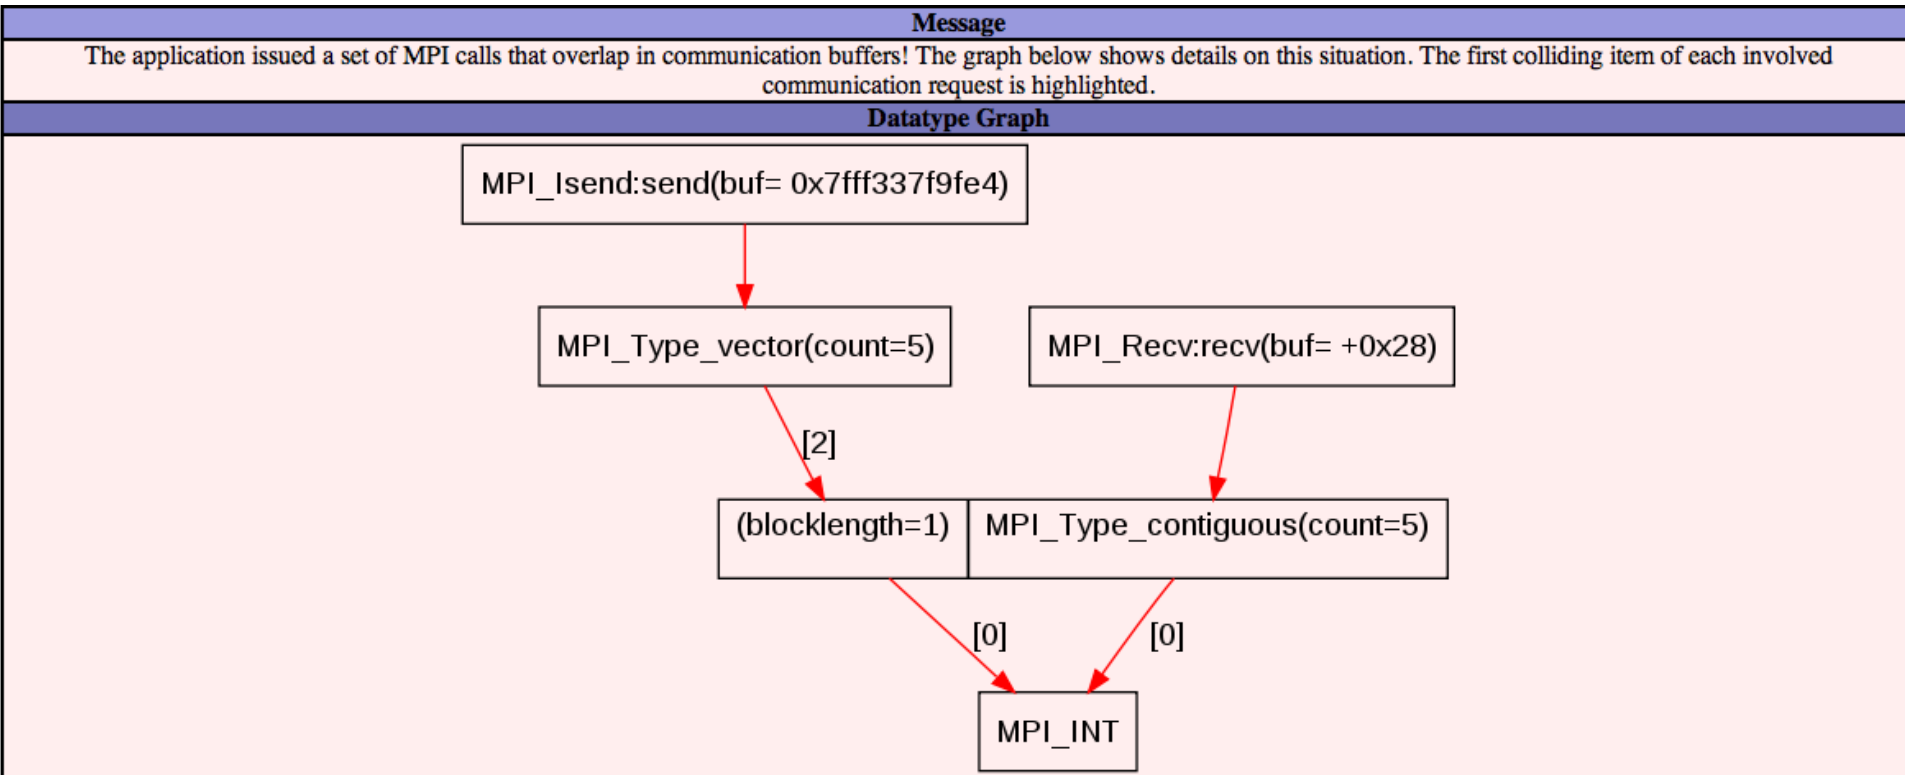 Message
The application issued a set of MPI calls that overlap in communication buffers! The graph below shows details on this situation. The first colliding item of each involved
communication request is highlighted.
Datatype Graph
MPI_Isend:send(buf= 0x7fff337f9fe4)
MPI_Type_vector(count=5)
MPI_Recv:recv(buf= +0x28)
[2]
(blocklength=1)
MPI_Type_contiguous(count=5)
[0]
[0]
MPI_INT